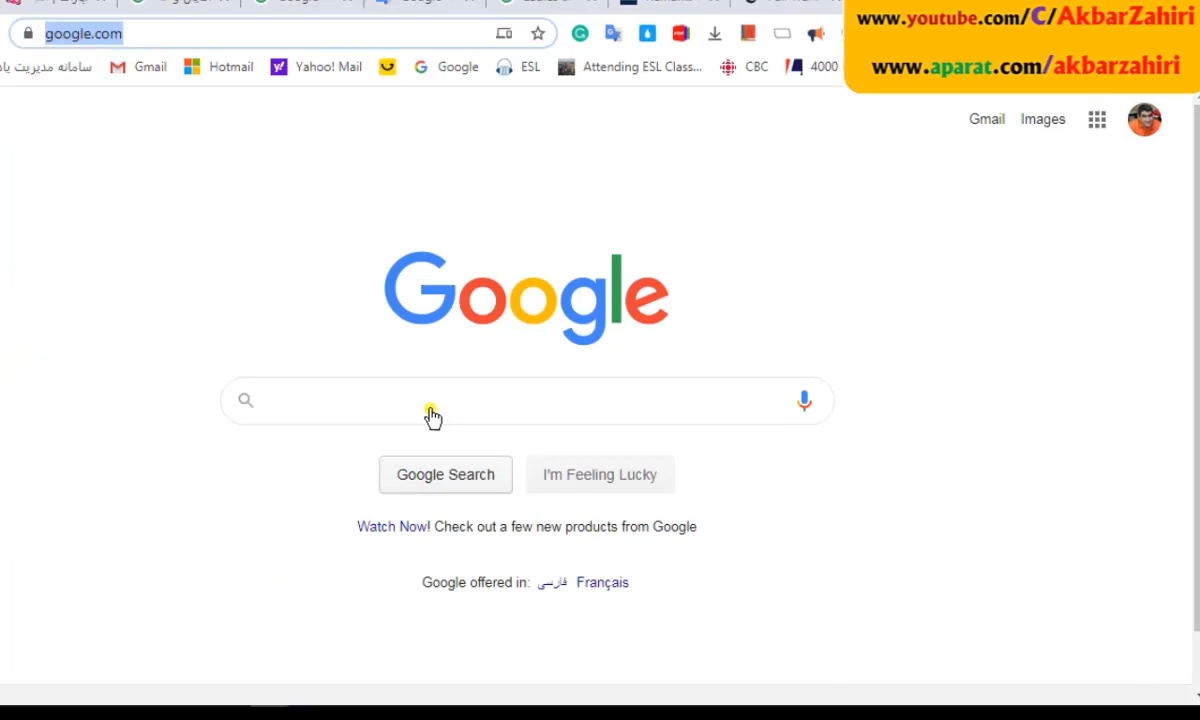 www.youtube.com/C/AkbarZahiri
google.com
www.aparat.com/akbarzahiri
سامانه مدیریت یاد Gmail Hotmail Yahoo! Mail Google ESL Attending ESL Class... CBC 4000
Gmail Images
Google
Google Search I'm Feeling Lucky
Watch Now! Check out a few new products from Google
Google offered in: فارسی Français